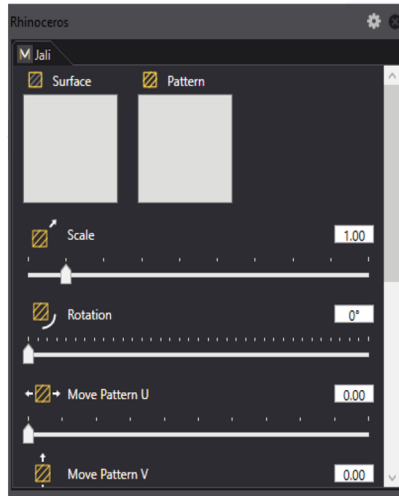 Rhinoceros
Jali
Surface Pattern
Scale 1.00
Rotation 0°
Move Pattern U 0.00
Move Pattern V 0.00